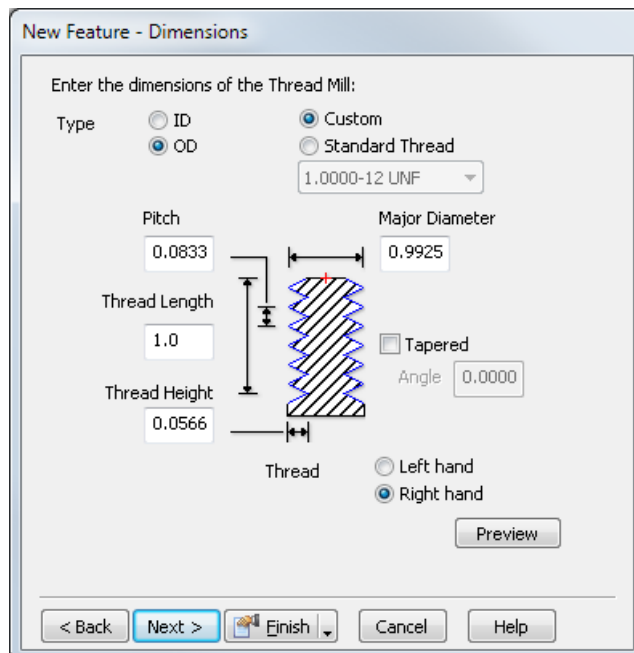 New Feature - Dimensions
Enter the dimensions of the Thread Mill:
Type
ID
OD
Custom
Standard Thread
1.0000-12 UNF
Pitch
0.0833
Major Diameter
0.9925
Thread Length
1.0
Tapered
Angle 0.0000
Thread Height
0.0566
Thread
Left hand
Right hand
Preview
< Back Next > Finish Cancel Help